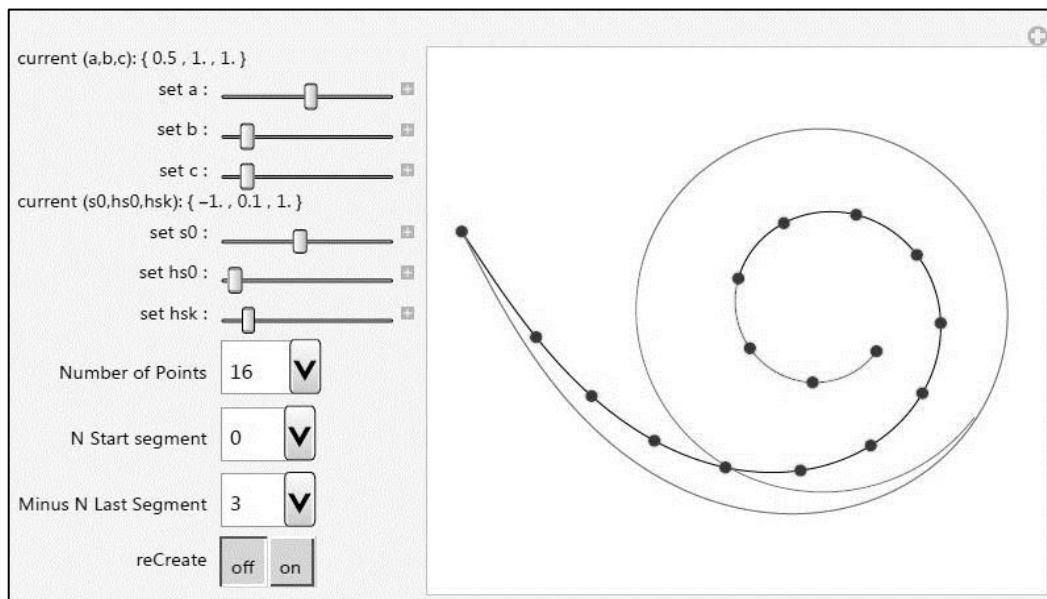 current (a,b,c): { 0.5 , 1. , 1. }
set a :
set b :
set c :
current (s0,hs0,hsk): { −1. , 0.1 , 1. }
set s0 :
set hs0 :
set hsk :
Number of Points 16
N Start segment 0
Minus N Last Segment 3
reCreate off on